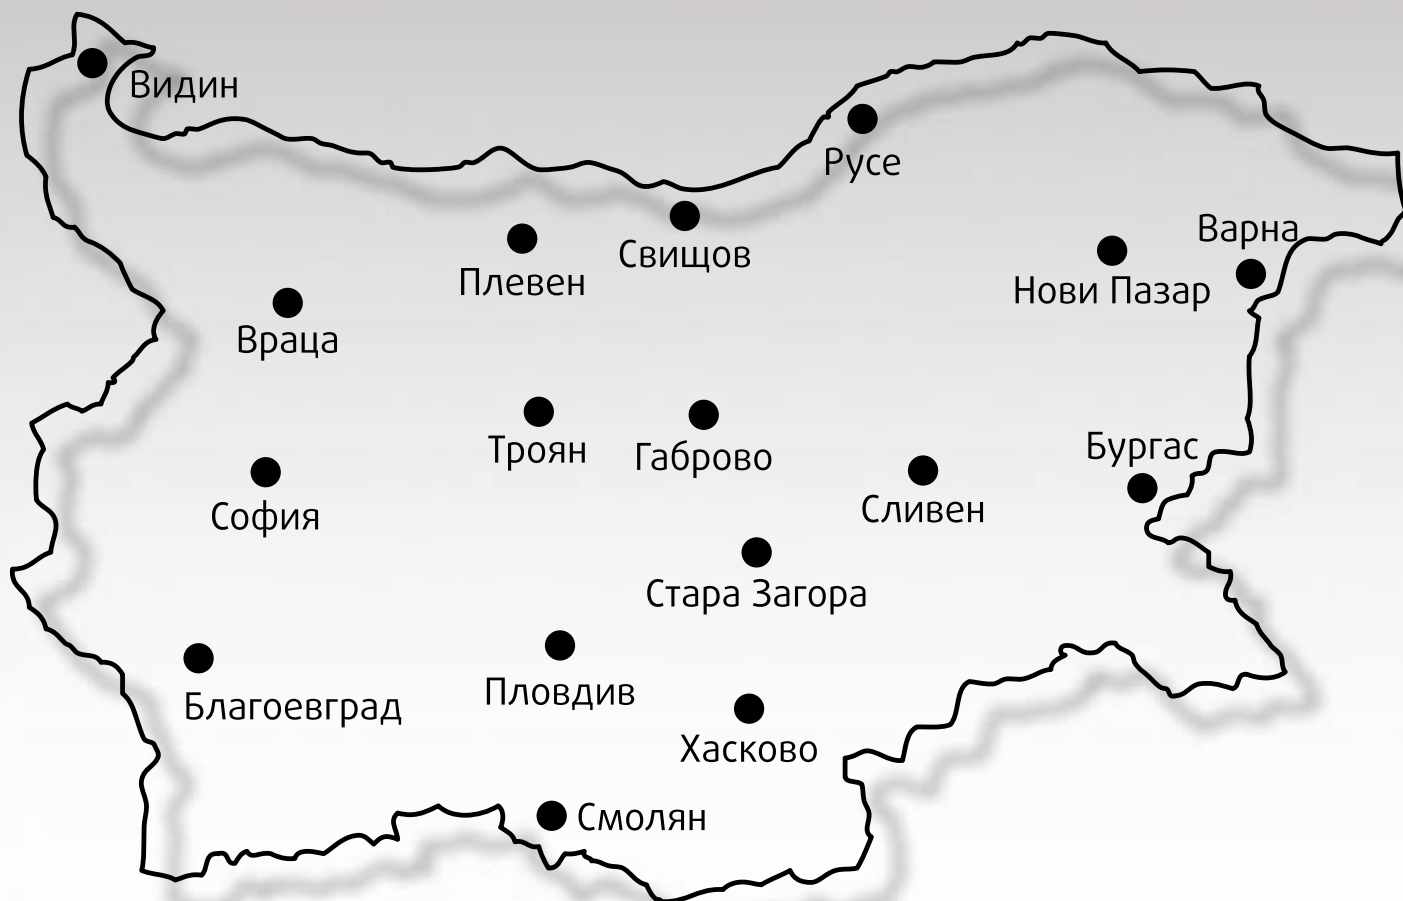 Видин
Русе
Варна
Свищов
Плевен
Нови Пазар
Враца
Троян
Габрово
Бургас
София
Сливен
Стара Загора
Благоевград
Пловдив
Хасково
Смолян